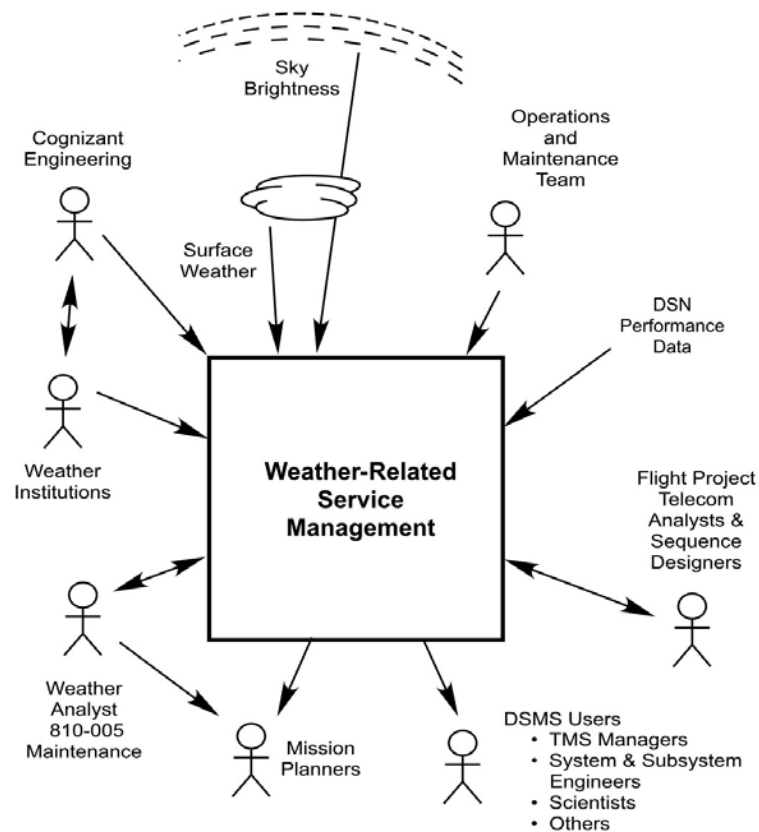 Sky
Brightness
Cognizant
Engineering
Operations
and
Maintenance
Team
Surface
Weather
DSN
Performance
Data
Weather-Related
Service
Management
Weather
Institutions
Flight Project
Telecom
Analysts &
Sequence
Designers
Weather
Analyst
810-005
Maintenance
Mission
Planners
DSMS Users
• TMS Managers
• System & Subsystem
Engineers
• Scientists
• Others